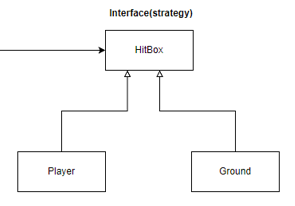 Interface(strategy)
HitBox
Player
Ground